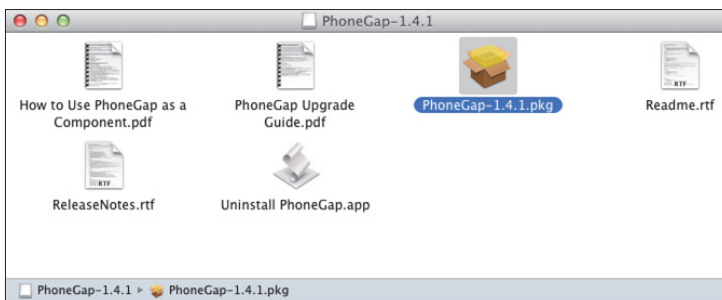 PhoneGap-1.4.1
How to Use PhoneGap as a
Component.pdf
PhoneGap Upgrade
Guide.pdf
PhoneGap-1.4.1.pkg
RTF
Readme.rtf
RTF
ReleaseNotes.rtf
Uninstall PhoneGap.app
PhoneGap-1.4.1 ▸ PhoneGap-1.4.1.pkg